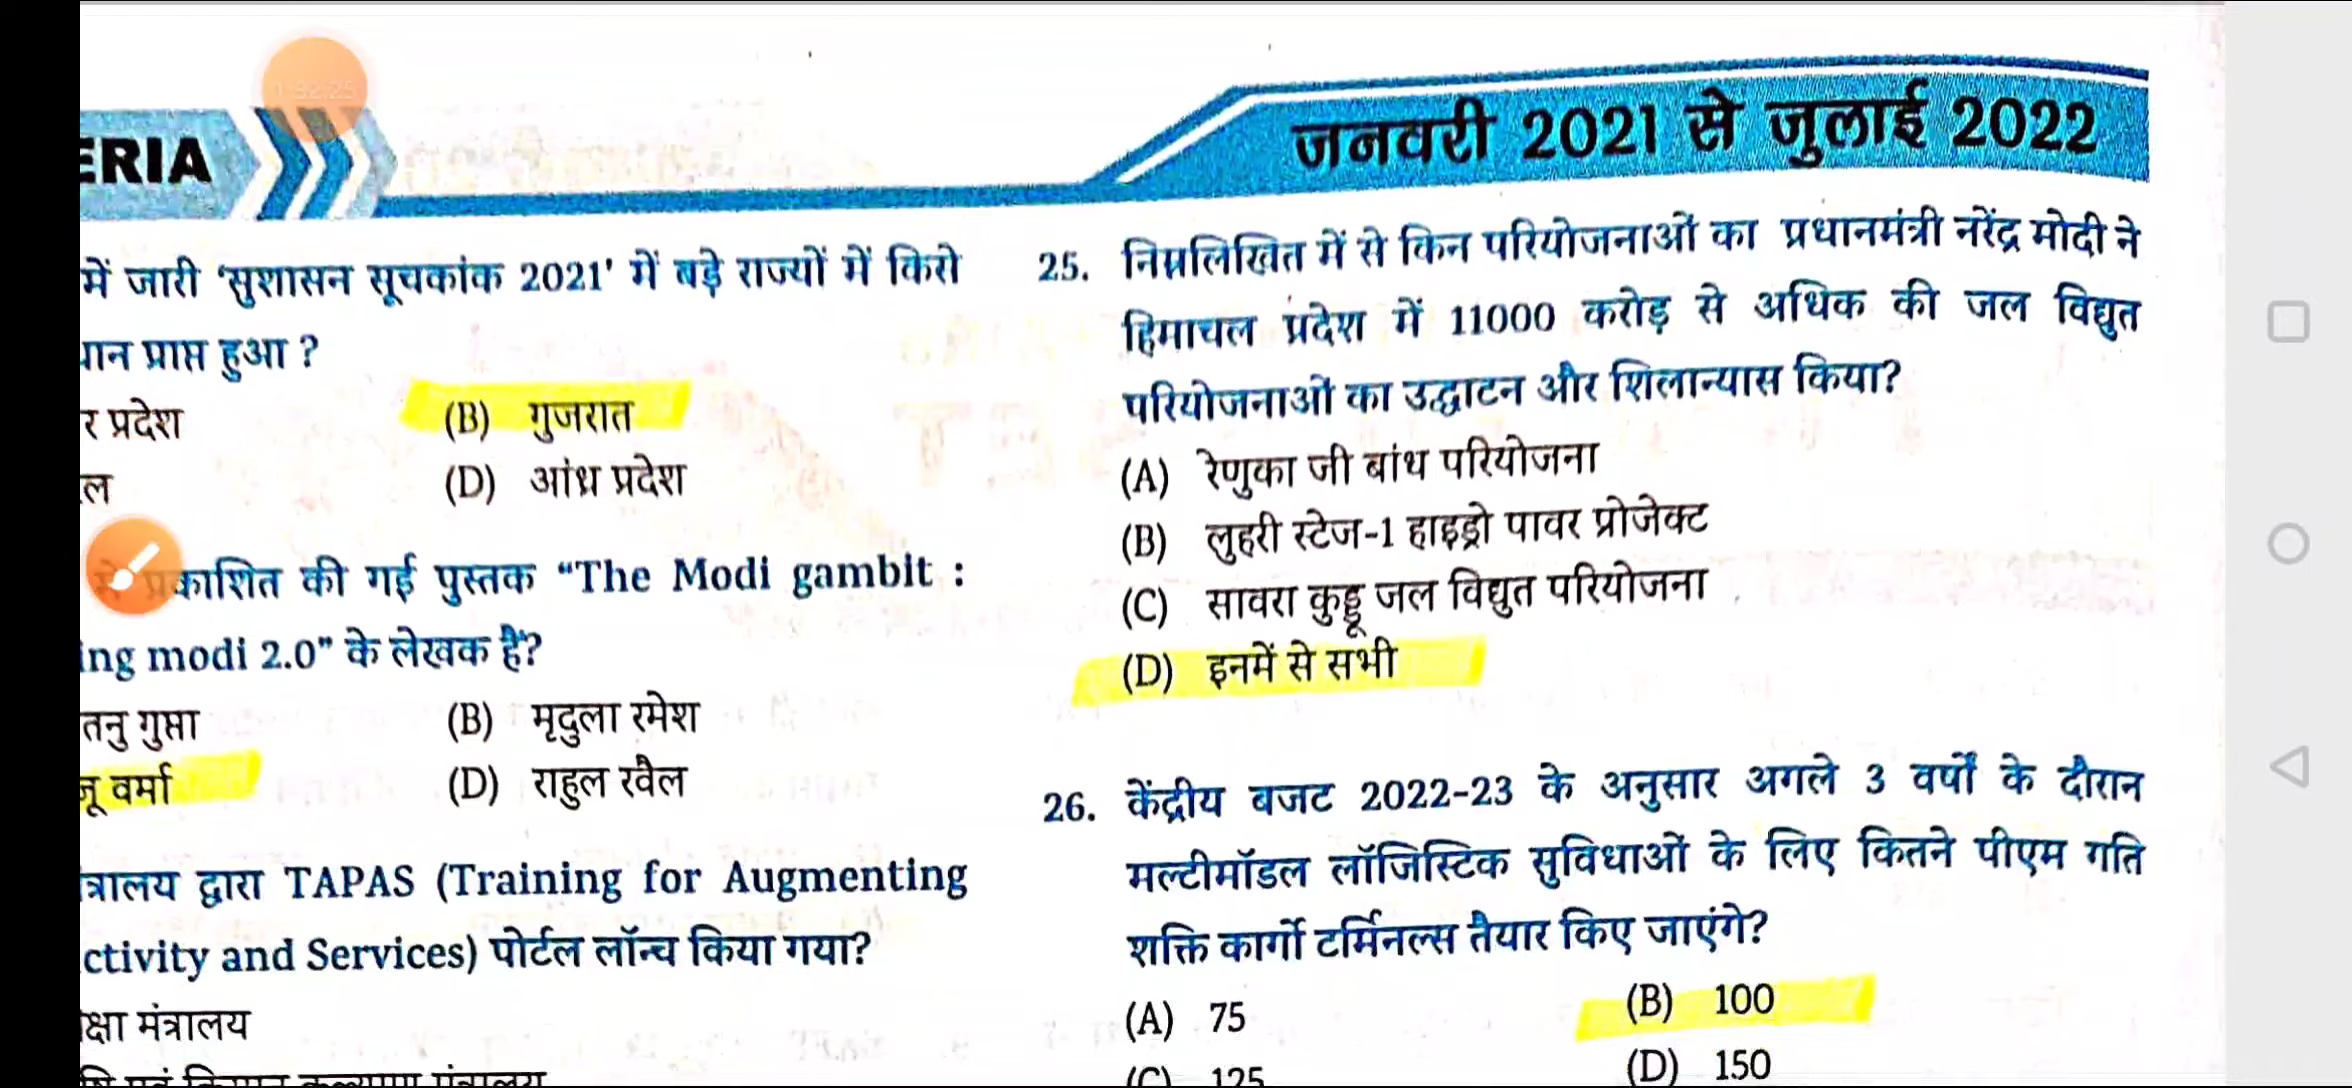 ERIA
जनवरी 2021 से जुलाई 2022
में जारी 'सुशासन सूचकांक 2021' में बड़े राज्यों में किसे
प्राप्त हुआ ?
प्रदेश
(B) गुजरात
(D) आंध्र प्रदेश
प्रकाशित की गई पुस्तक “The Modi gambit :
ing modi 2.0” के लेखक हैं?
तनु गुप्ता
(B) मृदुला रमेश
वर्मा
(D) राहुल रवैल
त्रालय द्वारा TAPAS (Training for Augmenting
ctivity and Services) पोर्टल लॉन्च किया गया?
क्षा मंत्रालय
25. निम्नलिखित में से किन परियोजनाओं का प्रधानमंत्री नरेंद्र मोदी ने
हिमाचल प्रदेश में 11000 करोड़ से अधिक की जल विद्युत
परियोजनाओं का उद्घाटन और शिलान्यास किया?
(A) रेणुका जी बांध परियोजना
(B) लुहरी स्टेज-1 हाइड्रो पावर प्रोजेक्ट
(C) सावरा कुड्डू जल विद्युत परियोजना
(D) इनमें से सभी
26. केंद्रीय बजट 2022-23 के अनुसार अगले 3 वर्षों के दौरान
मल्टीमॉडल लॉजिस्टिक सुविधाओं के लिए कितने पीएम गति
शक्ति कार्गो टर्मिनल्स तैयार किए जाएंगे?
(A) 75
(B) 100
(C) 125
(D) 150